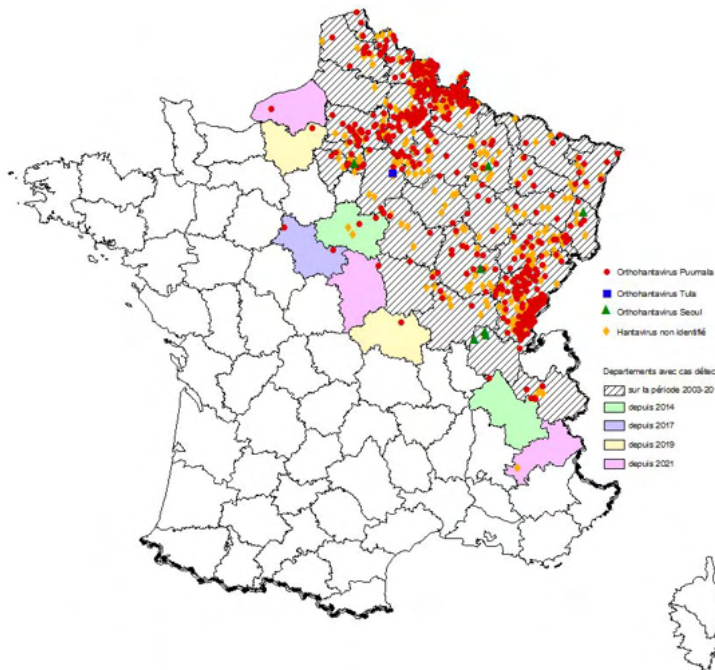 Orthohantavirus Puumala
Orthohantavirus Tula
Orthohantavirus Seoul
Hantavirus non identifié
Departements avec cas détec
sur la période 2003-20
depuis 2014
depuis 2017
depuis 2019
depuis 2021